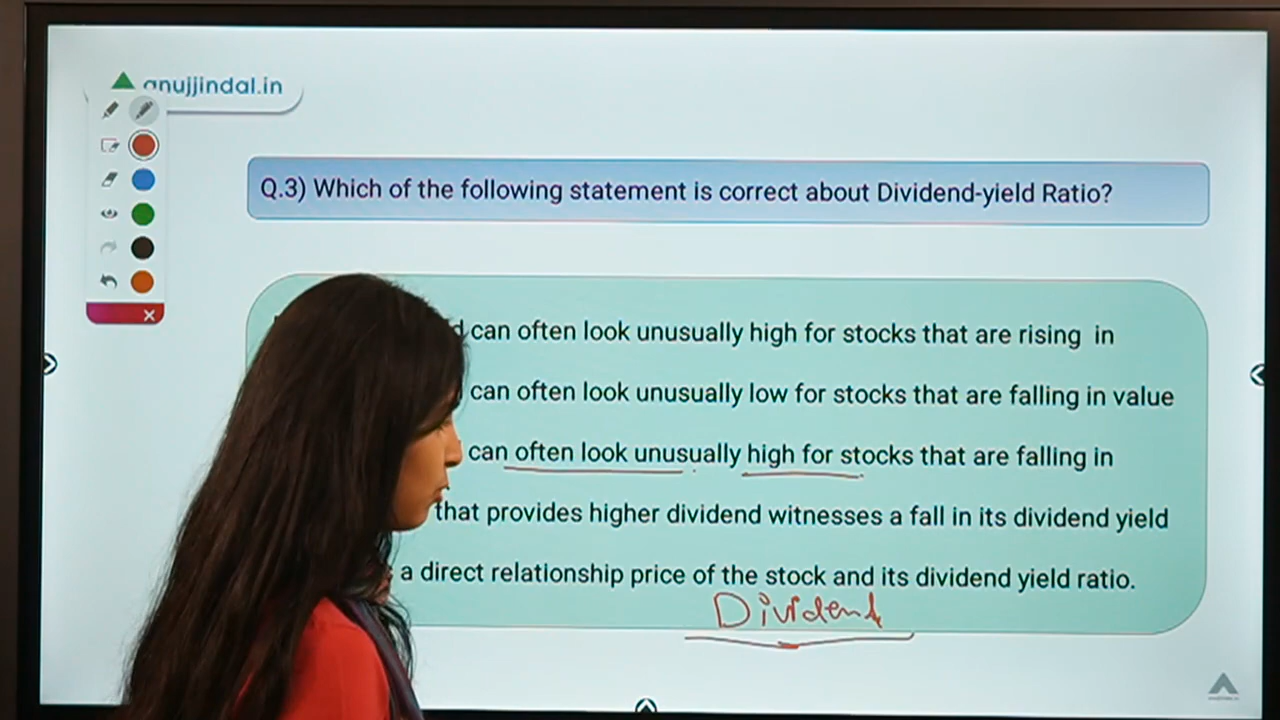 anujjindal.in
Q.3) Which of the following statement is correct about Dividend-yield Ratio?
can often look unusually high for stocks that are rising in
can often look unusually low for stocks that are falling in value
can often look unusually high for stocks that are falling in
that provides higher dividend witnesses a fall in its dividend yield
a direct relationship price of the stock and its dividend yield ratio.
Dividend